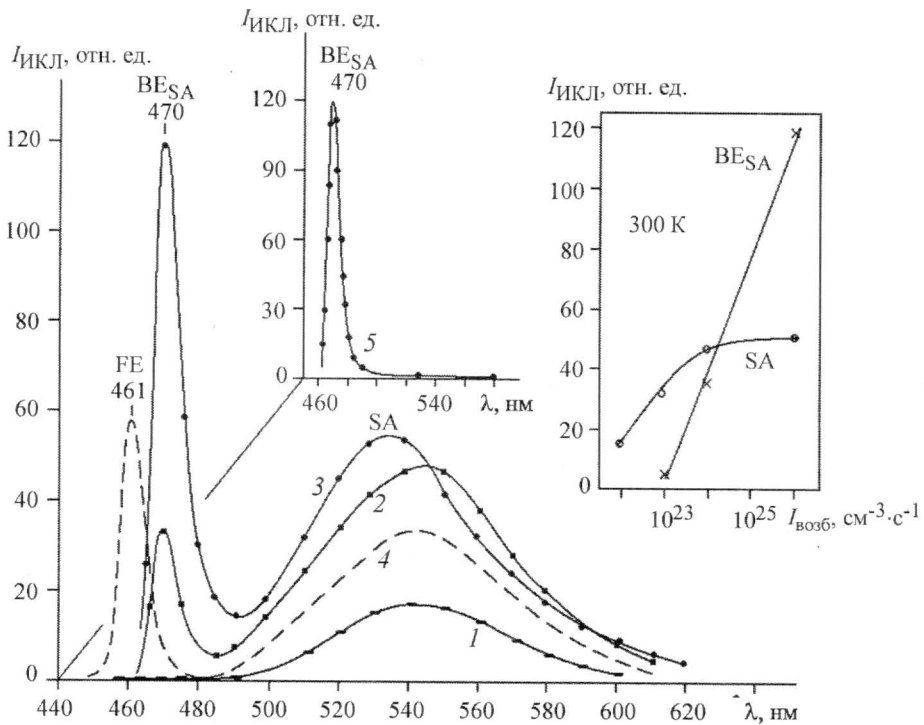 I_ИКЛ, отн. ед.
BE_SA
470
120
100
80
60
40
20
0
FE
461
440 460 480 500 520 540 560 580 600 620 λ, нм
SA
3
2
4
1
I_ИКЛ, отн. ед.
BE_SA
470
120
90
60
30
0
5
460 540 λ, нм
I_ИКЛ, отн. ед.
120
100
80
60
40
20
0
BE_SA
300 К
SA
10^23 10^25 I_возб, см^-3·с^-1